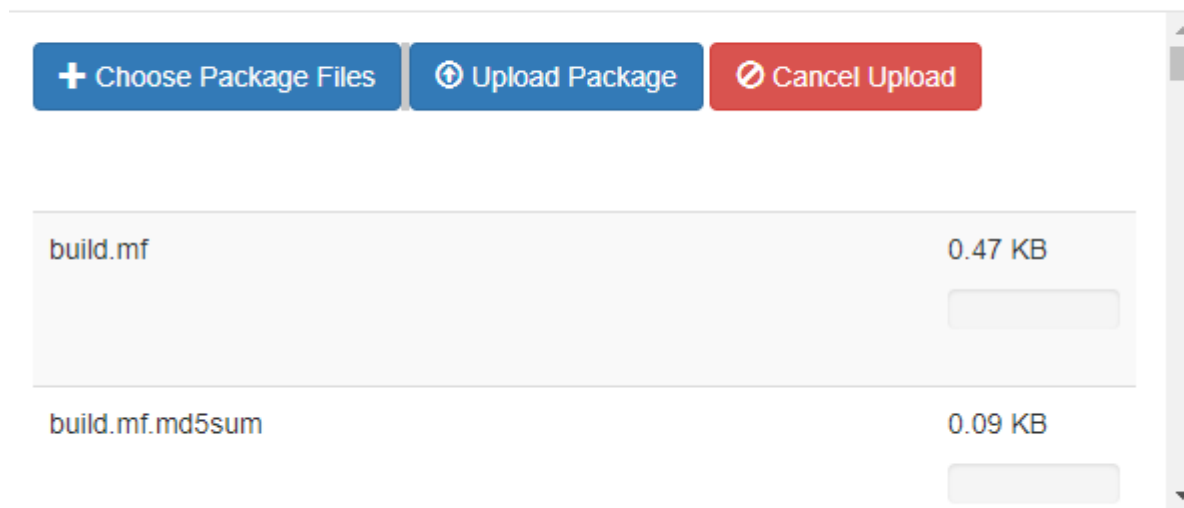 Choose Package Files Upload Package Cancel Upload
build.mf 0.47 KB
build.mf.md5sum 0.09 KB